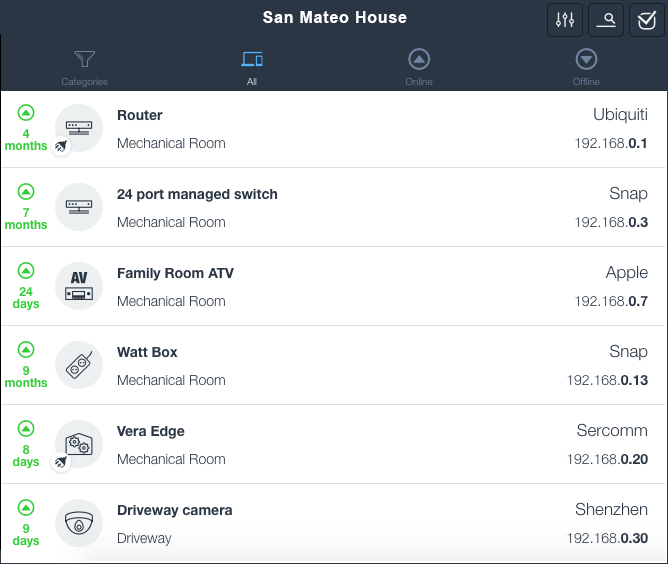 San Mateo House
Categories
All
Online
Offline
4 months
Router
Mechanical Room
Ubiquiti
192.168.0.1
7 months
24 port managed switch
Mechanical Room
Snap
192.168.0.3
24 days
AV
Family Room ATV
Mechanical Room
Apple
192.168.0.7
9 months
Watt Box
Mechanical Room
Snap
192.168.0.13
8 days
Vera Edge
Mechanical Room
Sercomm
192.168.0.20
9 days
Driveway camera
Driveway
Shenzhen
192.168.0.30